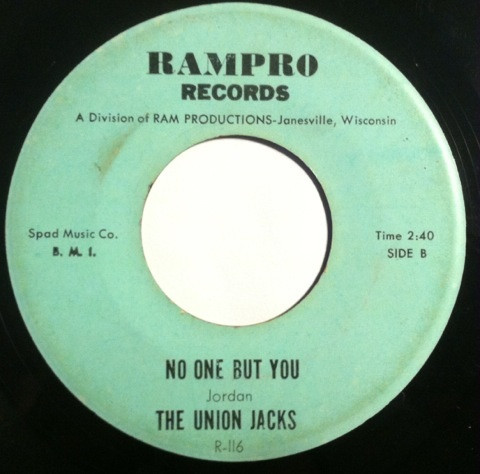 RAMPRO
RECORDS
A Division of RAM PRODUCTIONS-Janesville, Wisconsin
Spad Music Co.
B. M. I.
Time 2:40
SIDE B
NO ONE BUT YOU
Jordan
THE UNION JACKS
R-116